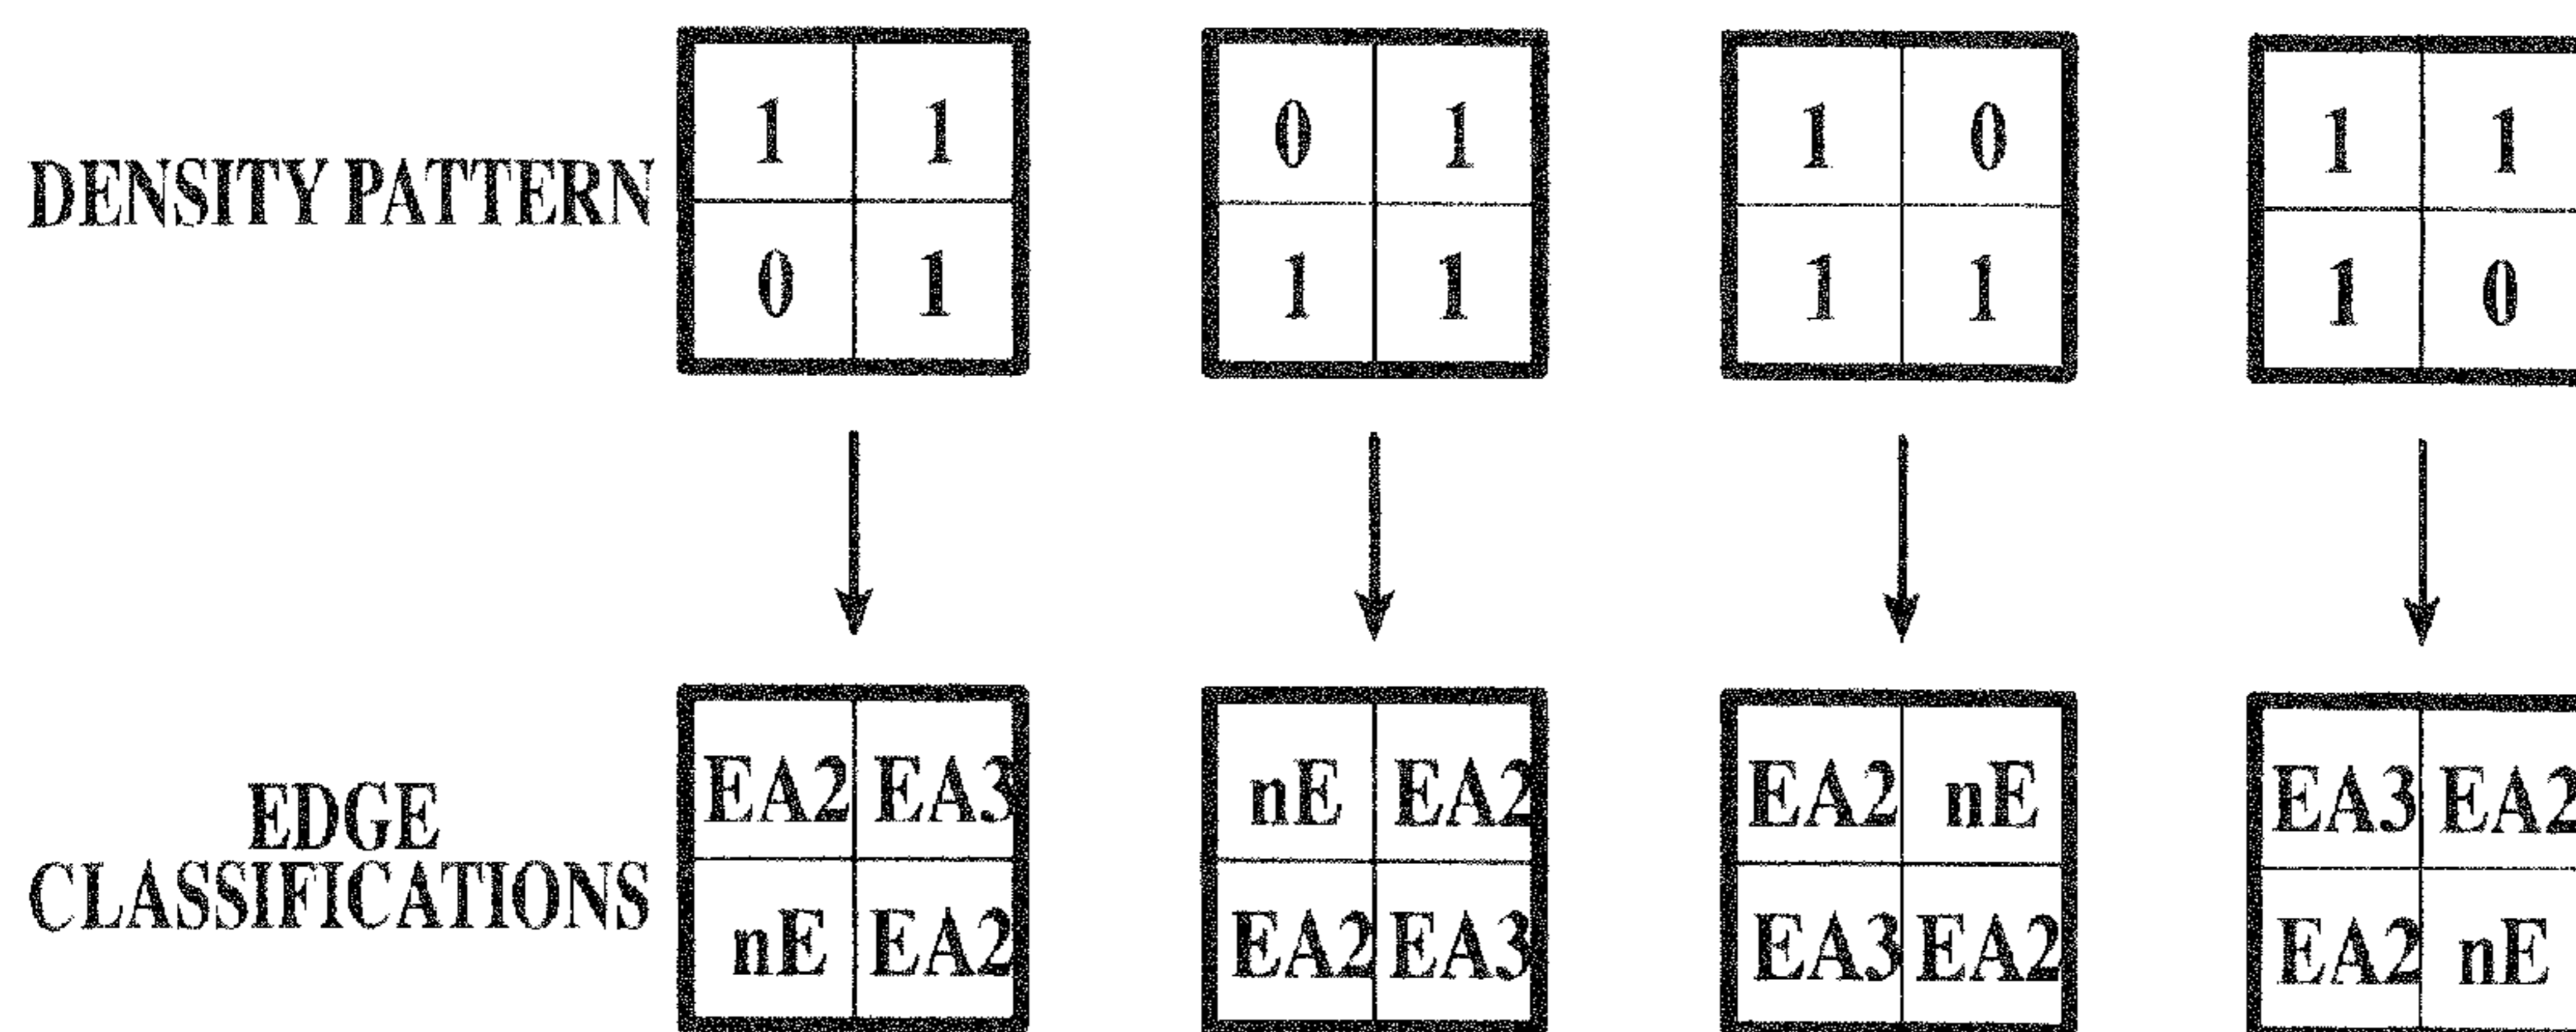 1 1 0 1 1 0 1 1
DENSITY PATTERN
0 1 1 1 1 1 1 0
EA2 EA3 nE EA2 EA2 nE EA3 EA2
EDGE
CLASSIFICATIONS
nE EA2 EA2 EA3 EA3 EA2 EA2 nE